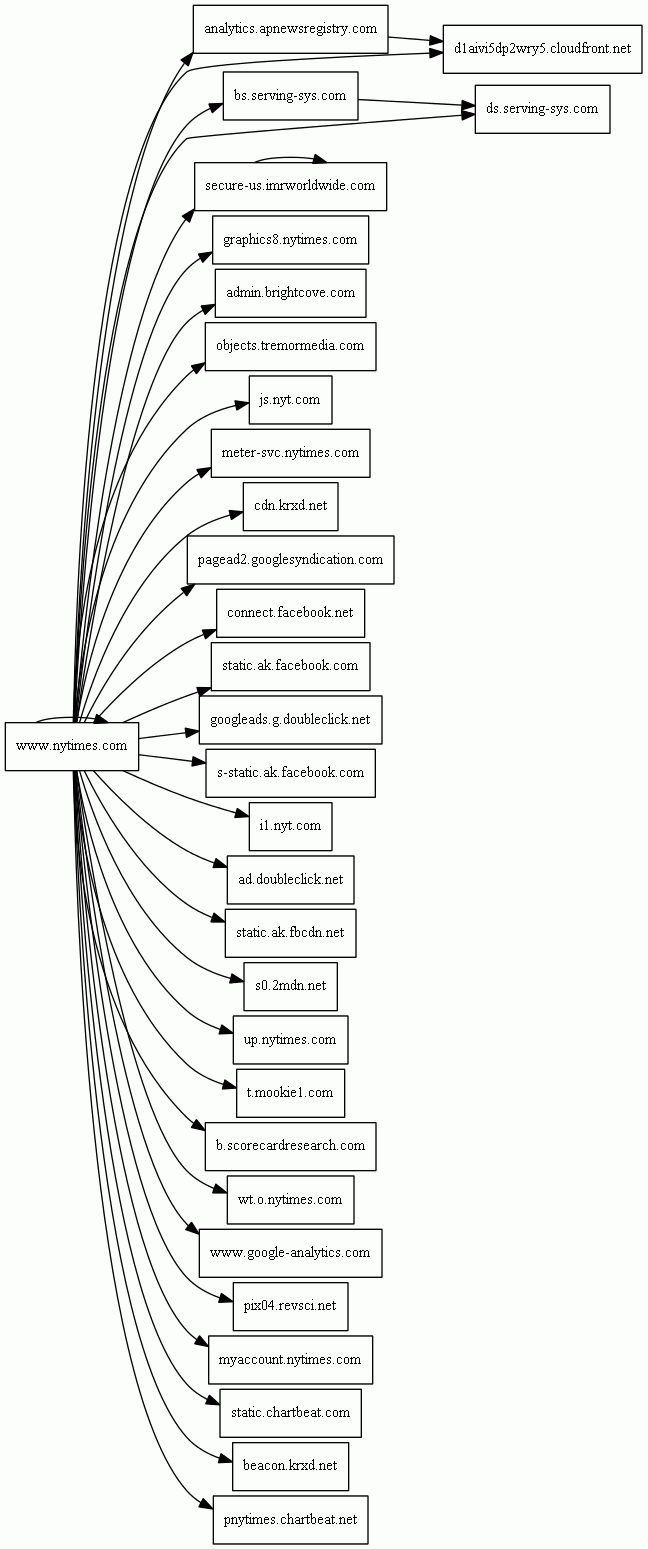 analytics.apnewsregistry.com
d1aivi5dp2wry5.cloudfront.net
bs.serving-sys.com
ds.serving-sys.com
secure-us.imrworldwide.com
graphics8.nytimes.com
admin.brightcove.com
objects.tremormedia.com
js.nyt.com
meter-svc.nytimes.com
cdn.krxd.net
pagead2.googlesyndication.com
connect.facebook.net
static.ak.facebook.com
googleads.g.doubleclick.net
www.nytimes.com
s-static.ak.facebook.com
i1.nyt.com
ad.doubleclick.net
static.ak.fbcdn.net
s0.2mdn.net
up.nytimes.com
t.mookie1.com
b.scorecardresearch.com
wt.o.nytimes.com
www.google-analytics.com
pix04.revsci.net
myaccount.nytimes.com
static.chartbeat.com
beacon.krxd.net
pnytimes.chartbeat.net